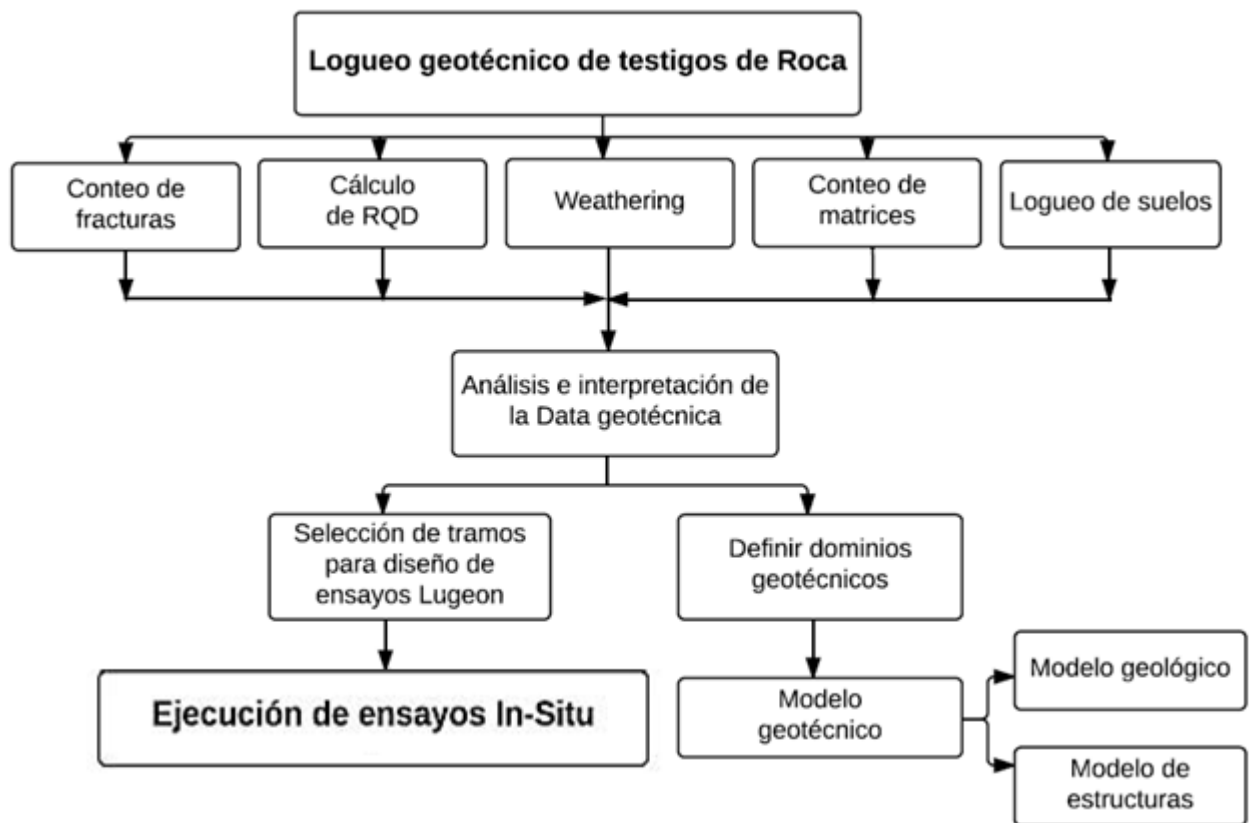 Logueo geotécnico de testigos de Roca
Conteo de
fracturas
Cálculo
de RQD
Weathering
Conteo de
matrices
Logueo de suelos
Análisis e interpretación de
la Data geotécnica
Selección de tramos
para diseño de
ensayos Lugeon
Definir dominios
geotécnicos
Ejecución de ensayos In-Situ
Modelo
geotécnico
Modelo geológico
Modelo de
estructuras